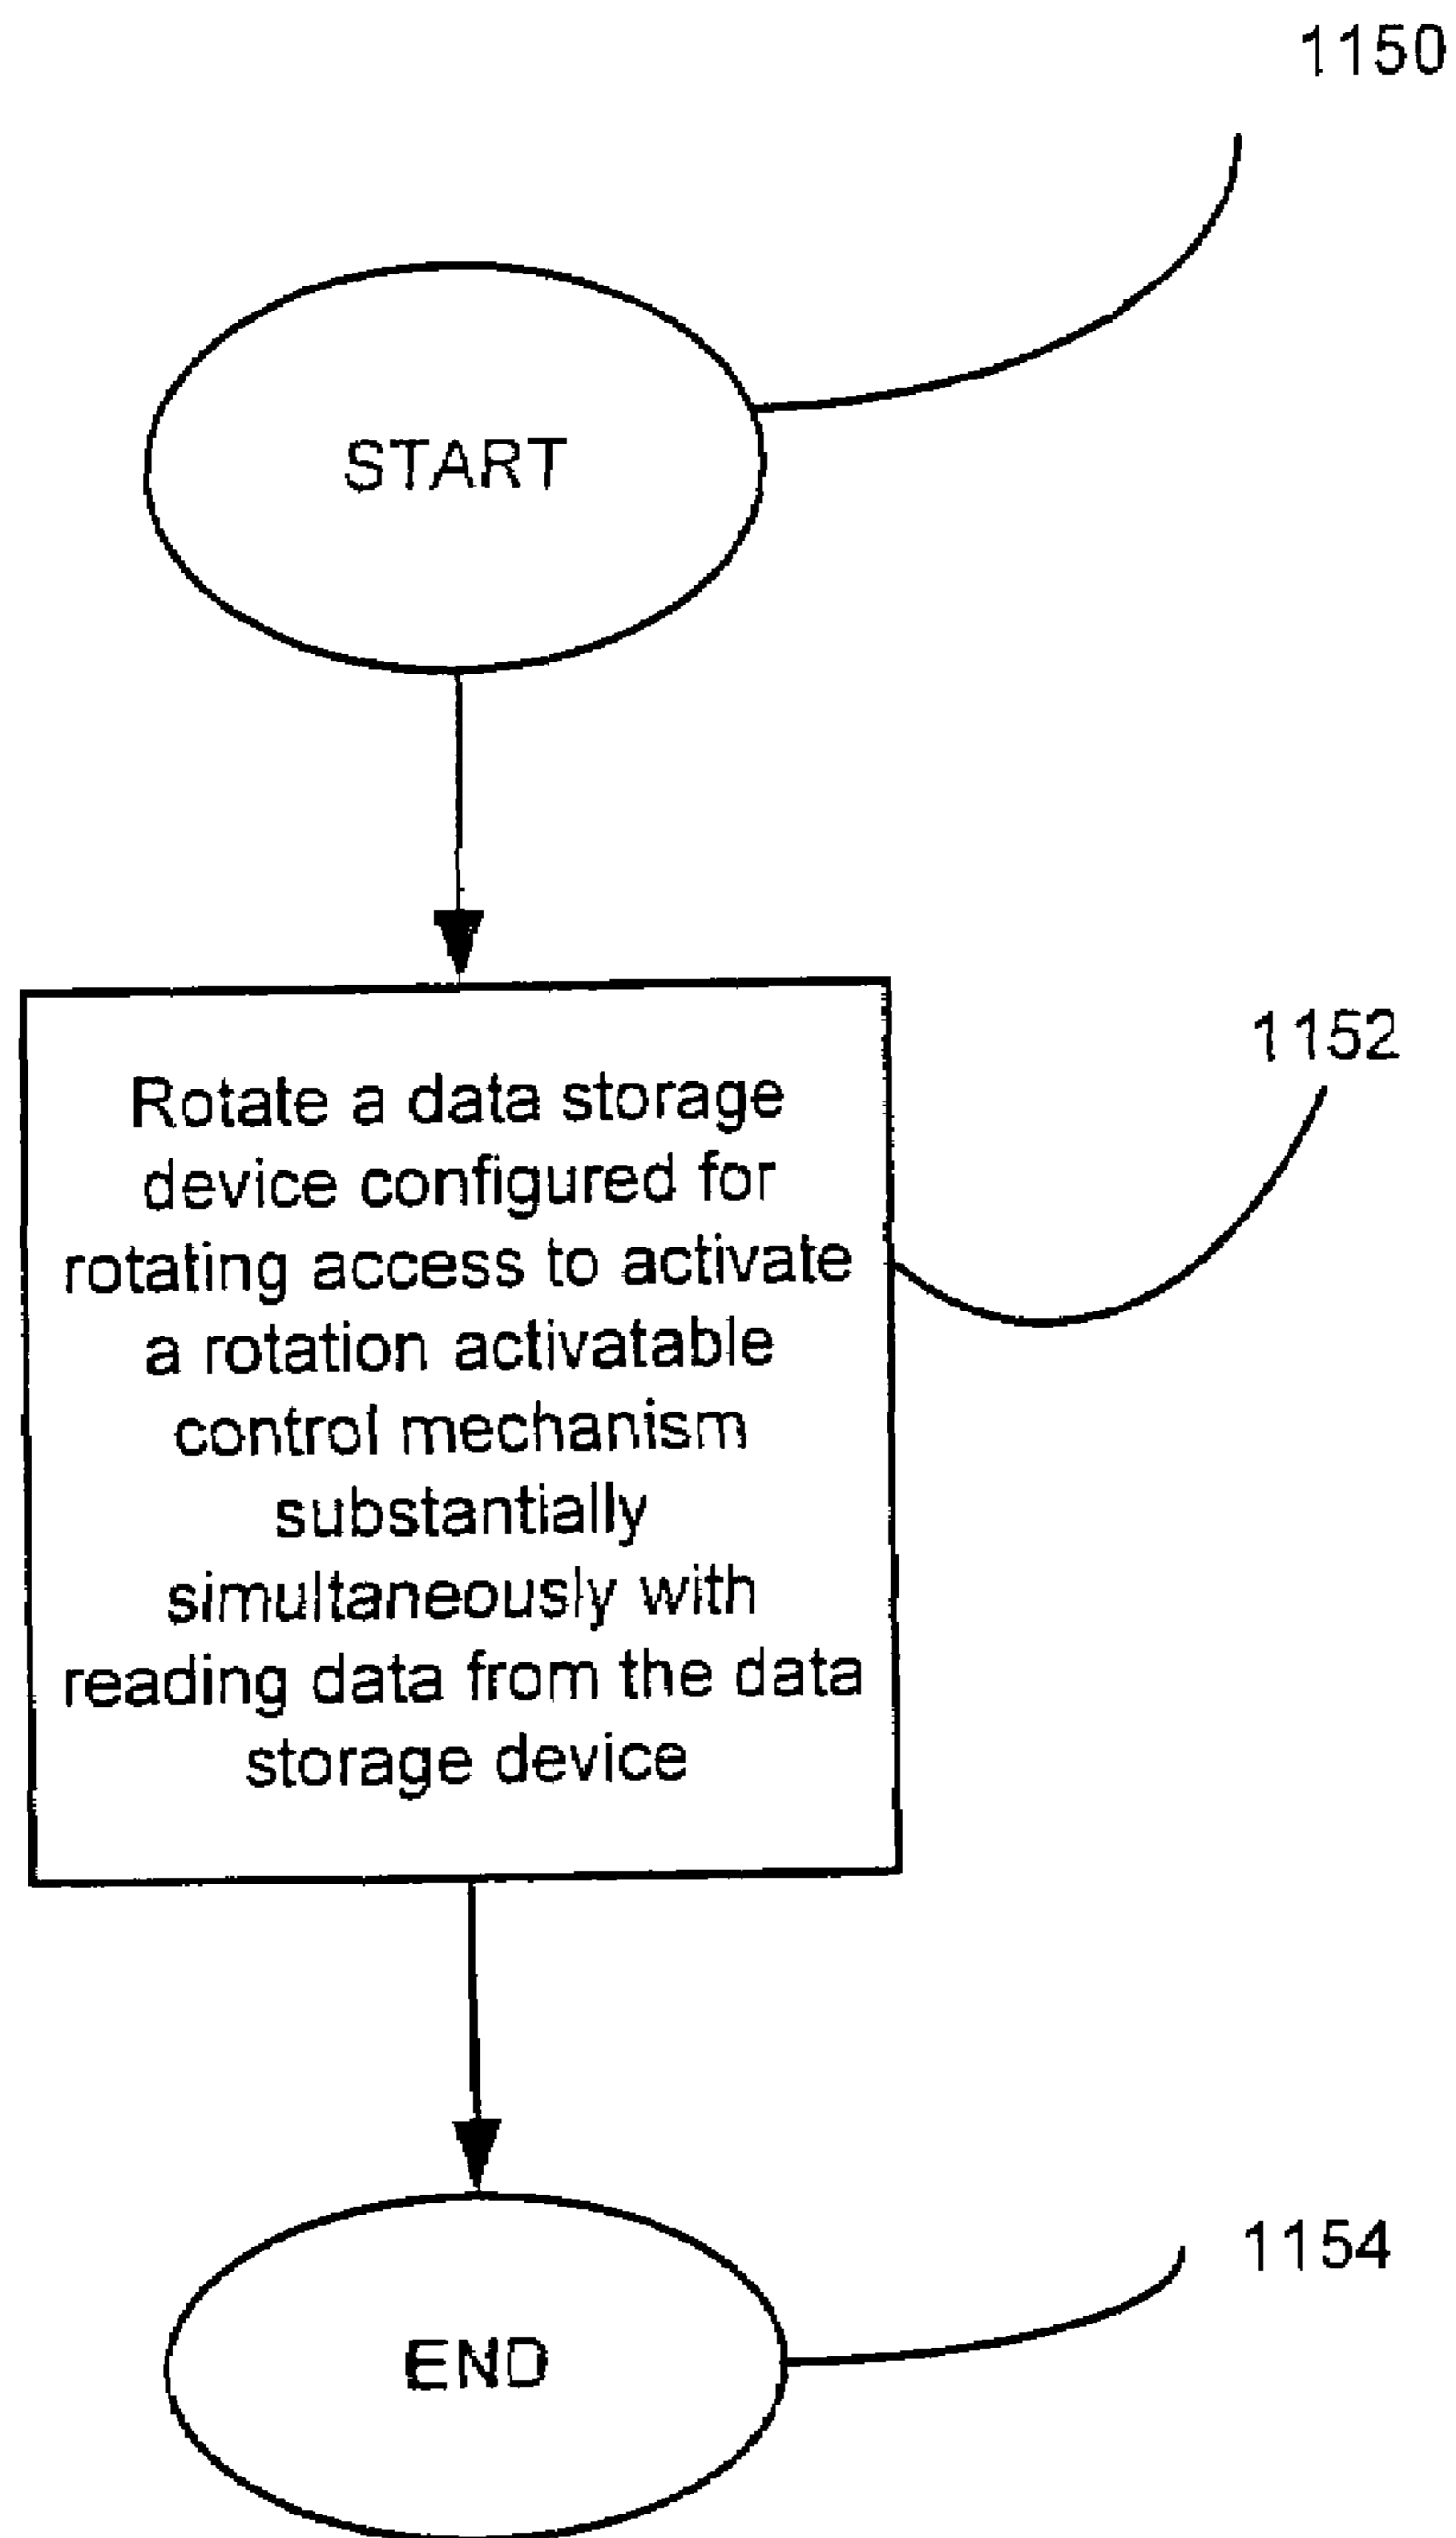 1150
START
1152
Rotate a data storage
device configured for
rotating access to activate
a rotation activatable
control mechanism
substantially
simultaneously with
reading data from the data
storage device
1154
END